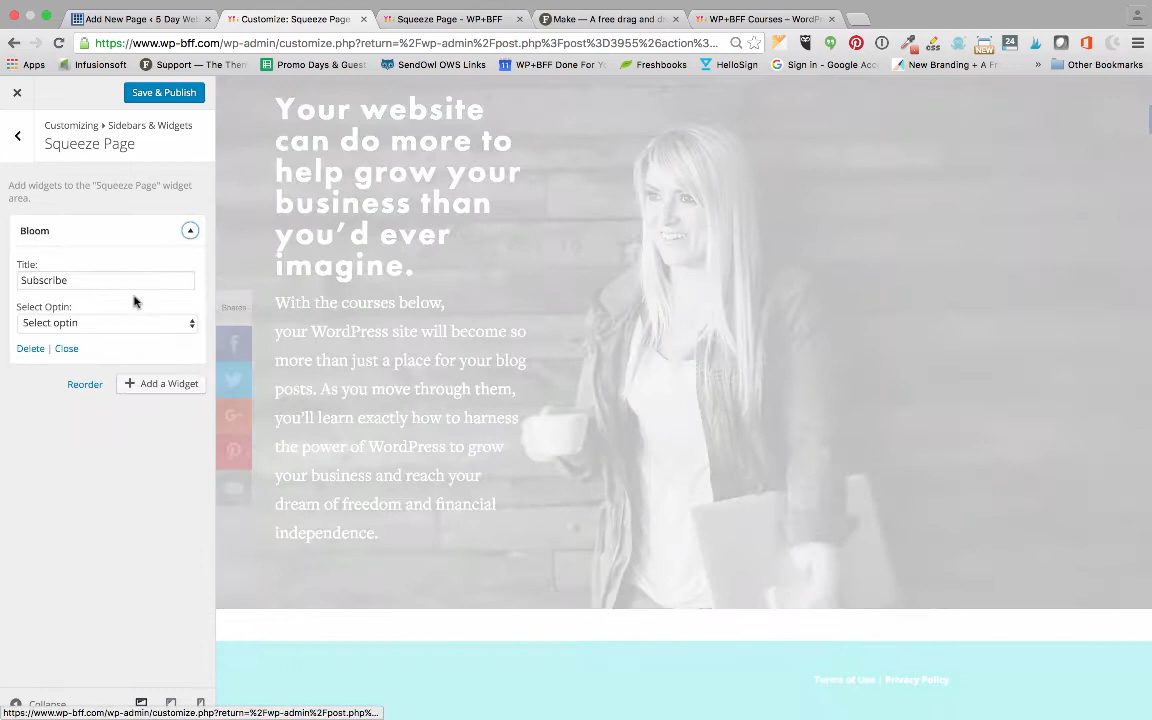 Add New Page ‹ 5 Day Web
Customize: Squeeze Page
Squeeze Page - WP+BFF
Make — A free drag and dr
WP+BFF Courses – WordPr
https://www.wp-bff.com/wp-admin/customize.php?return=%2Fwp-admin%2Fpost.php%3Fpost%3D3955%26action%3...
Apps
Infusionsoft
Support — The Them
Promo Days & Guest
SendOwl OWS Links
WP+BFF Done For Yo
Freshbooks
HelloSign
Sign in - Google Acco
New Branding + A Fr
»
Other Bookmarks
Save & Publish
Customizing ▸ Sidebars & Widgets
Squeeze Page
Add widgets to the "Squeeze Page" widget
area.
Bloom
Title:
Subscribe
Select Optin:
Select optin
Delete | Close
Reorder
+ Add a Widget
Collapse
https://www.wp-bff.com/wp-admin/customize.php?return=%2Fwp-admin%2Fpost.php%...
Your website
can do more to
help grow your
business than
you'd ever
imagine.
With the courses below,
your WordPress site will become so
more than just a place for your blog
posts. As you move through them,
you'll learn exactly how to harness
the power of WordPress to grow
your business and reach your
dream of freedom and financial
independence.
Shares
Terms of Use | Privacy Policy